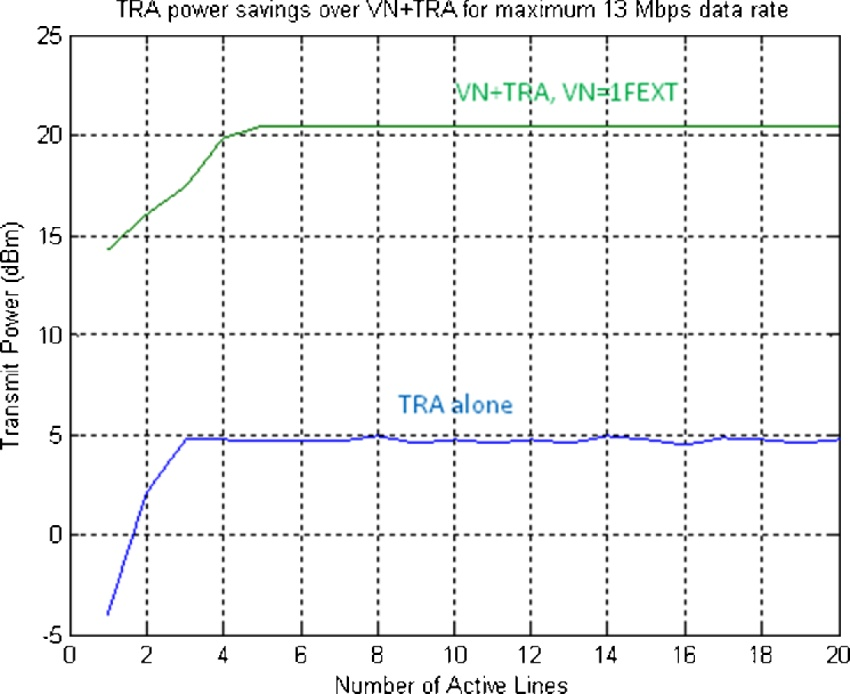 TRA power savings over VN+TRA for maximum 13 Mbps data rate
25
20
15
10
5
0
-5
Transmit Power (dBm)
VN+TRA, VN=1FEXT
TRA alone
0 2 4 6 8 10 12 14 16 18 20
Number of Active Lines